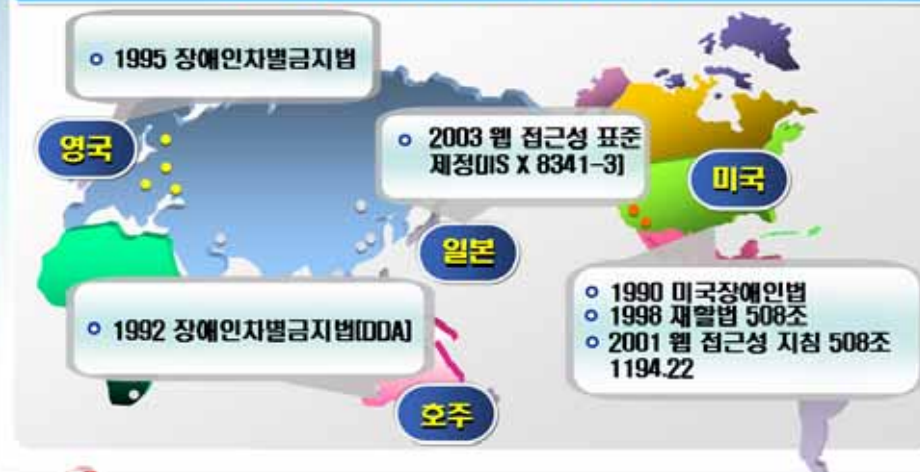 1995 장애인차별금지법
영국
2003 웹 접근성 표준
제정[JIS X 8341-3]
일본
미국
1990 미국장애인법
1998 재활법 508조
2001 웹 접근성 지침 508조
1194.22
1992 장애인차별금지법[DDA]
호주